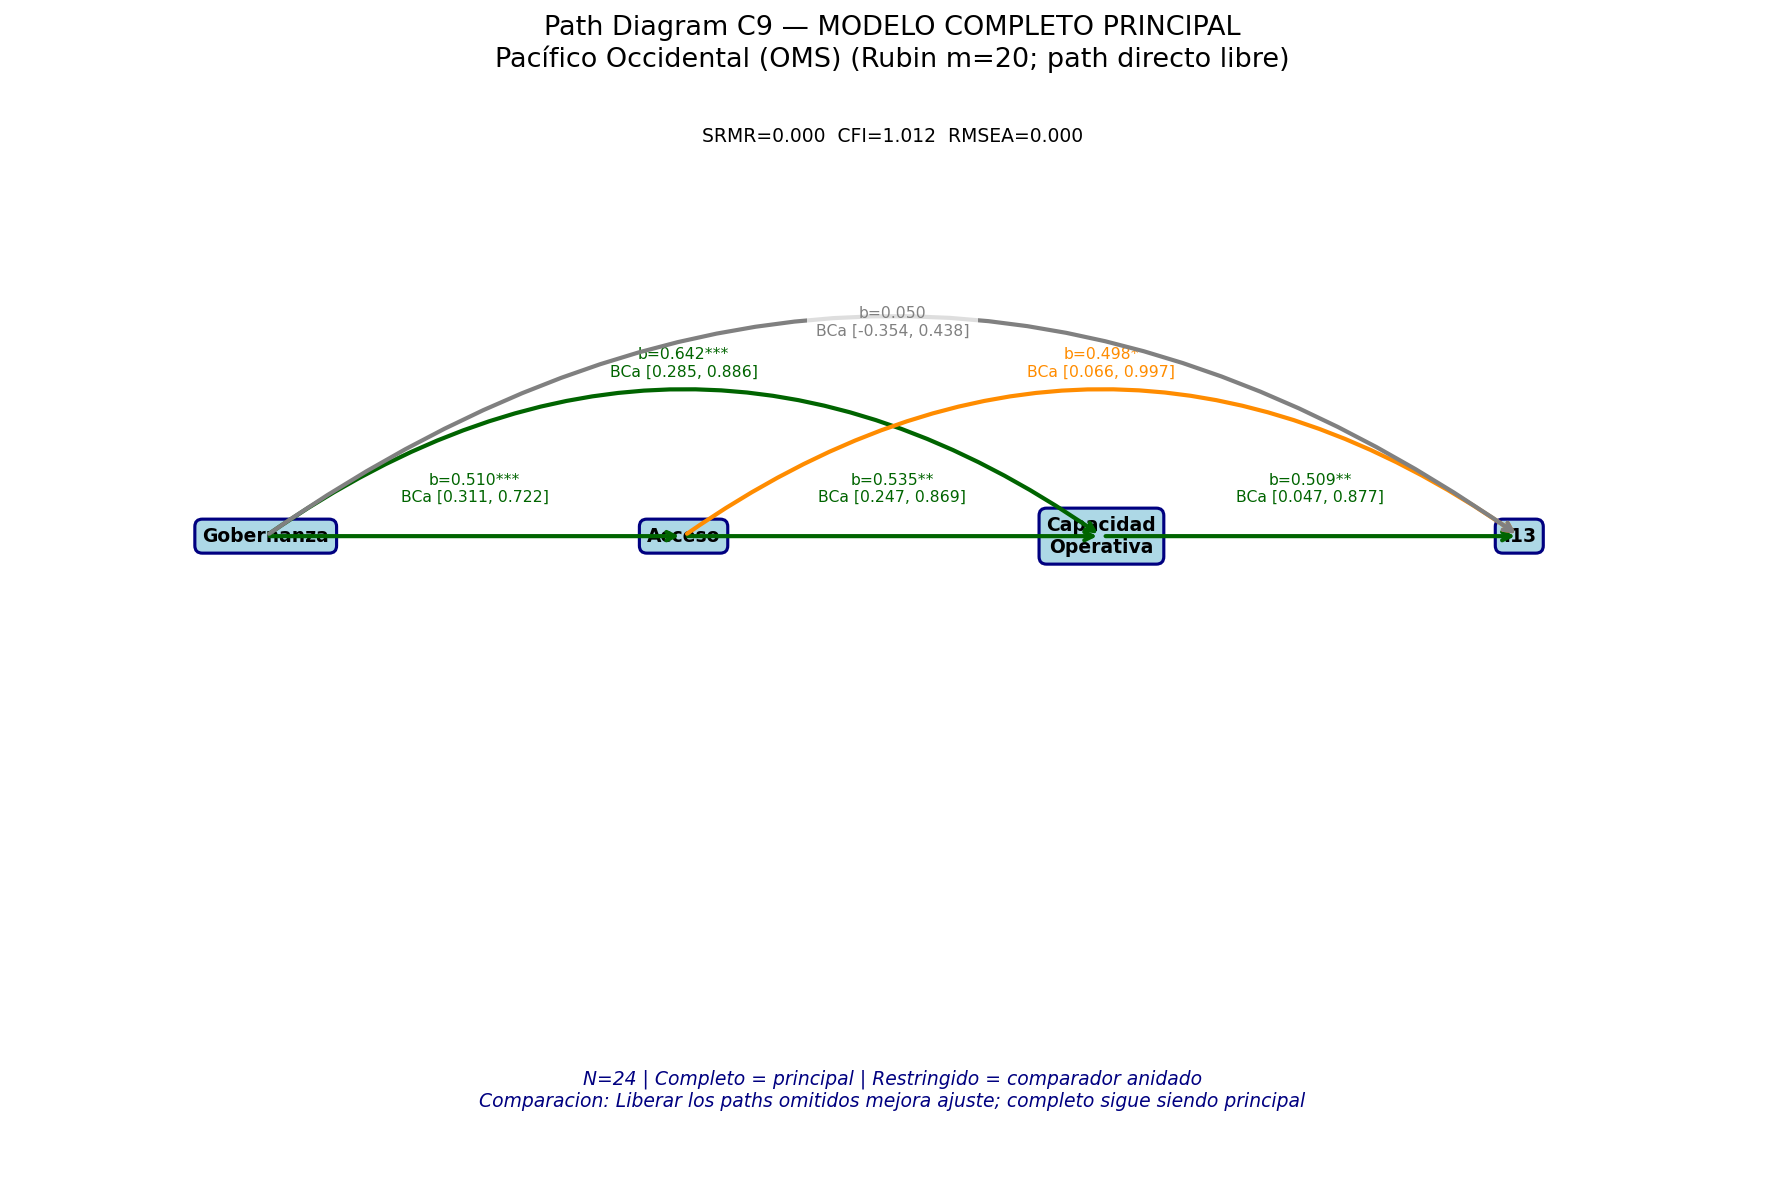 Path Diagram C9 — MODELO COMPLETO PRINCIPAL
Pacífico Occidental (OMS) (Rubin m=20; path directo libre)
SRMR=0.000  CFI=1.012  RMSEA=0.000
b=0.050
BCa [-0.354, 0.438]
b=0.642***
BCa [0.285, 0.886]
b=0.498*
BCa [0.066, 0.997]
b=0.510***
BCa [0.311, 0.722]
b=0.535**
BCa [0.247, 0.869]
b=0.509**
BCa [0.047, 0.877]
Gobernanza
Acceso
Capacidad
Operativa
N=24 | Completo = principal | Restringido = comparador anidado
Comparacion: Liberar los paths omitidos mejora ajuste; completo sigue siendo principal